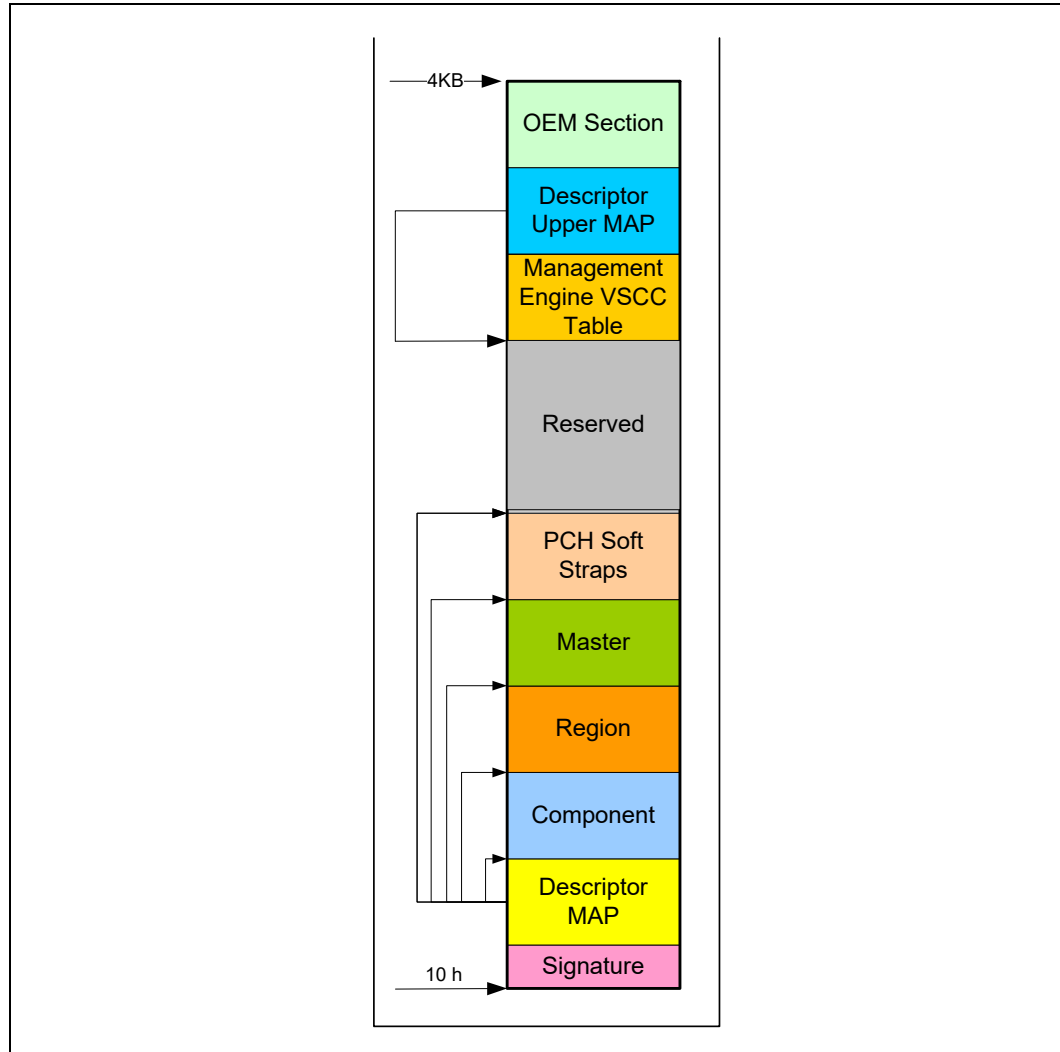 4KB
OEM Section
Descriptor
Upper MAP
Management
Engine VSCC
Table
Reserved
PCH Soft
Straps
Master
Region
Component
Descriptor
MAP
Signature
10 h